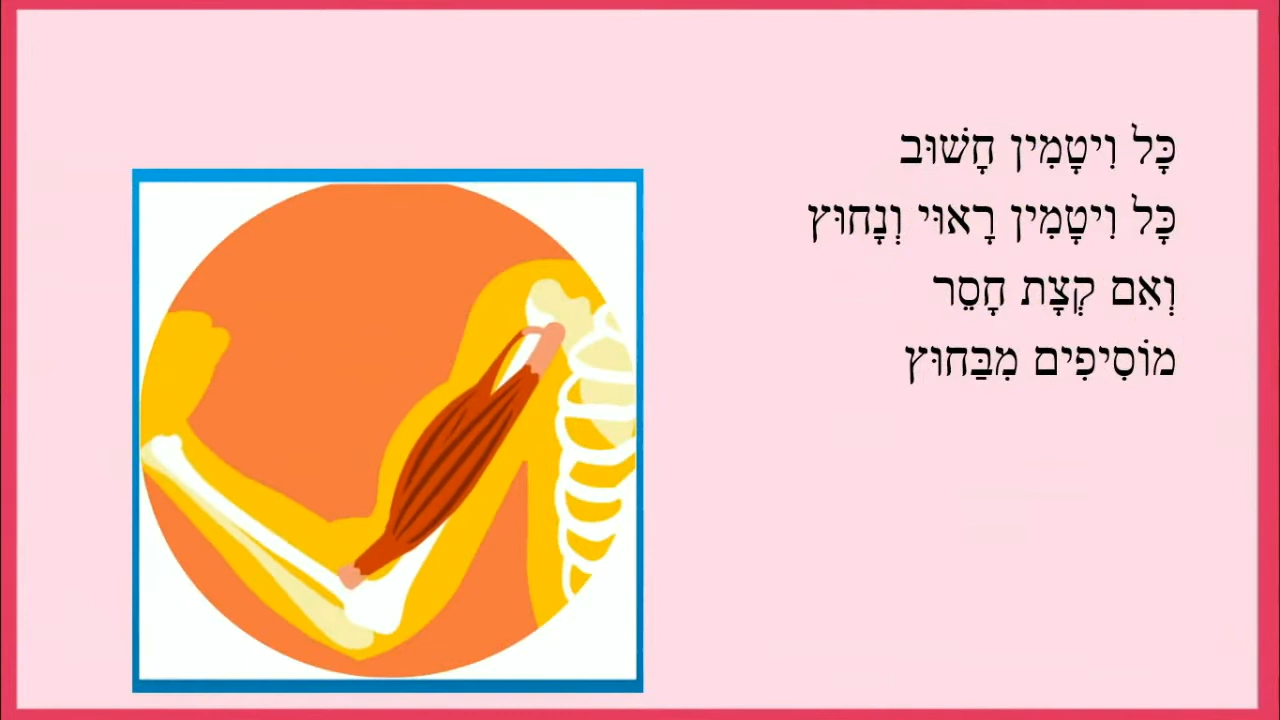 כָּל וִיטָמִין חָשׁוּב
כָּל וִיטָמִין רָאוּי וְנָחוּץ
וְאִם קְצָת חָסֵר
מוֹסִיפִים מִבַּחוּץ